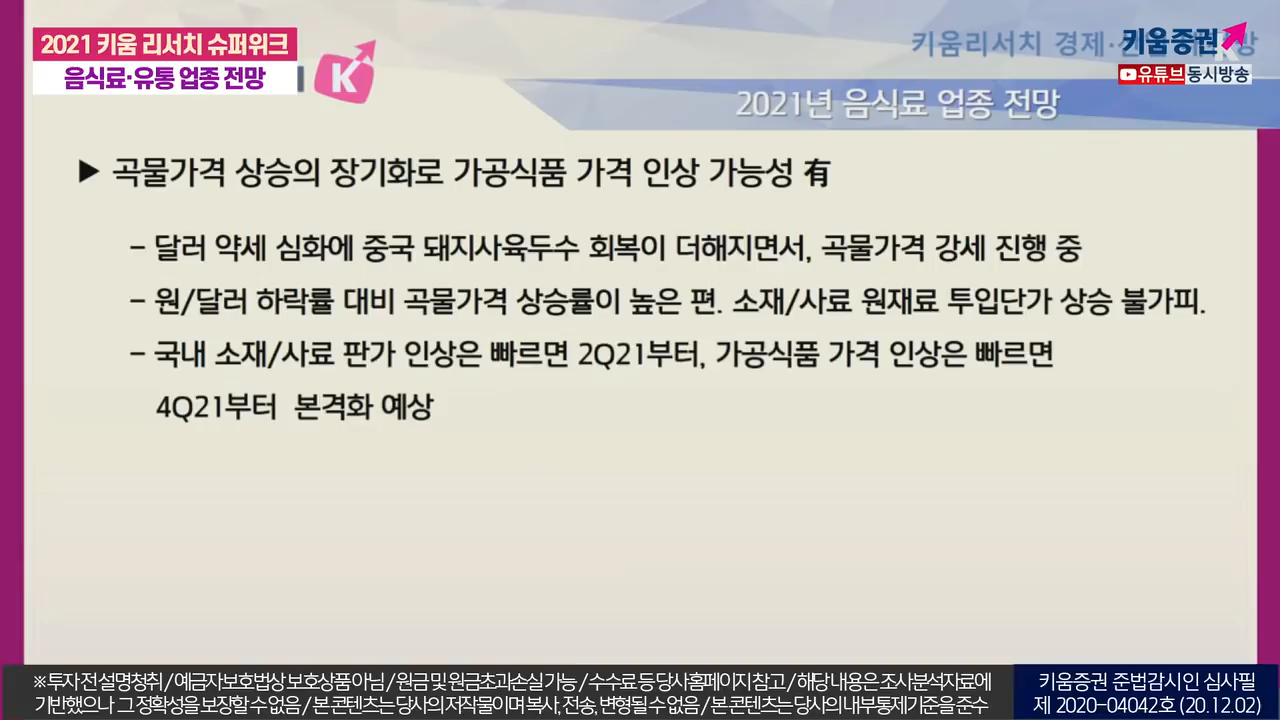 2021 키움 리서치 슈퍼위크
음식료·유통 업종 전망
키움리서치 경제·
키움증권
유튜브 동시방송
2021년 음식료 업종 전망
▶ 곡물가격 상승의 장기화로 가공식품 가격 인상 가능성 有
– 달러 약세 심화에 중국 돼지사육두수 회복이 더해지면서, 곡물가격 강세 진행 중
– 원/달러 하락률 대비 곡물가격 상승률이 높은 편. 소재/사료 원재료 투입단가 상승 불가피.
– 국내 소재/사료 판가 인상은 빠르면 2Q21부터, 가공식품 가격 인상은 빠르면
4Q21부터 본격화 예상
※ 투자 전 설명청취 / 예금자보호법상 보호상품 아님 / 원금 및 원금초과손실 가능 / 수수료 등 당사홈페이지 참고 / 해당 내용은 조사분석자료에
기반했으나 그 정확성을 보장할 수 없음 / 본 콘텐츠는 당사의 저작물이며 복사, 전송, 변형될 수 없음 / 본 콘텐츠는 당사의 내부통제기준을 준수
키움증권 준법감시인 심사필
제 2020-04042호 (20.12.02)